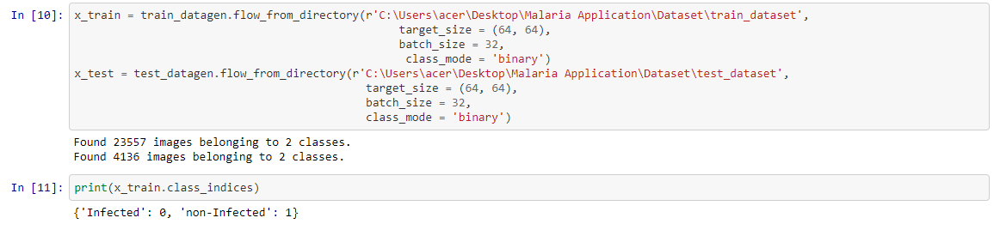 In [10]: x_train = train_datagen.flow_from_directory(r'C:\Users\acer\Desktop\Malaria Application\Dataset\train_dataset',
target_size = (64, 64),
batch_size = 32,
class_mode = 'binary')
x_test = test_datagen.flow_from_directory(r'C:\Users\acer\Desktop\Malaria Application\Dataset\test_dataset',
target_size = (64, 64),
batch_size = 32,
class_mode = 'binary')
Found 23557 images belonging to 2 classes.
Found 4136 images belonging to 2 classes.
In [11]: print(x_train.class_indices)
{'Infected': 0, 'non-Infected': 1}